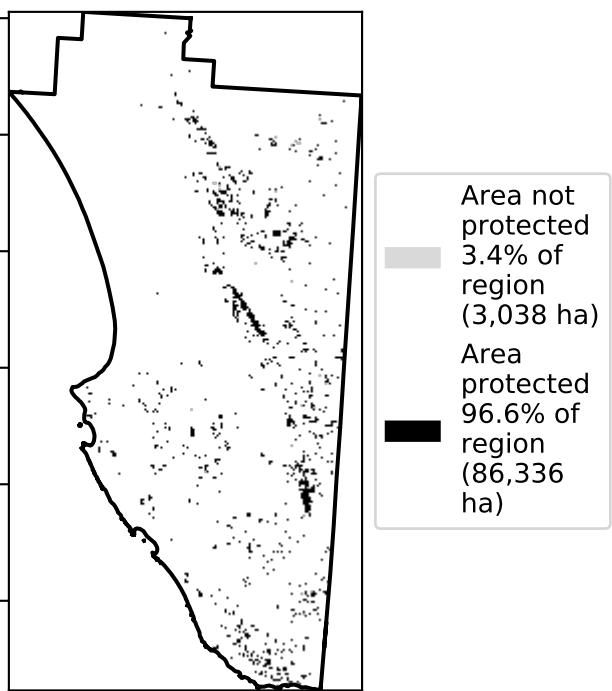 Area not
protected
3.4% of
region
(3,038 ha)
Area
protected
96.6% of
region
(86,336
ha)